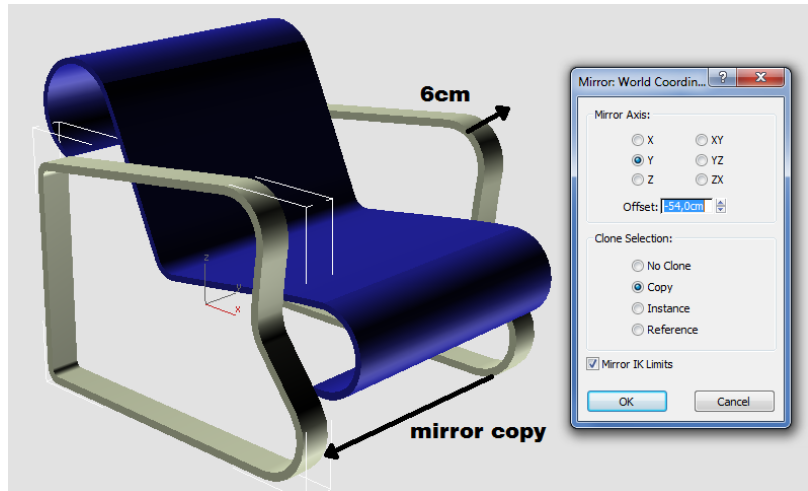 6cm
mirror copy
z
y
x
Mirror: World Coordin...
?
X
Mirror Axis:
X XY
Y YZ
Z ZX
Offset: -54,0cm
Clone Selection:
No Clone
Copy
Instance
Reference
Mirror IK Limits
OK Cancel